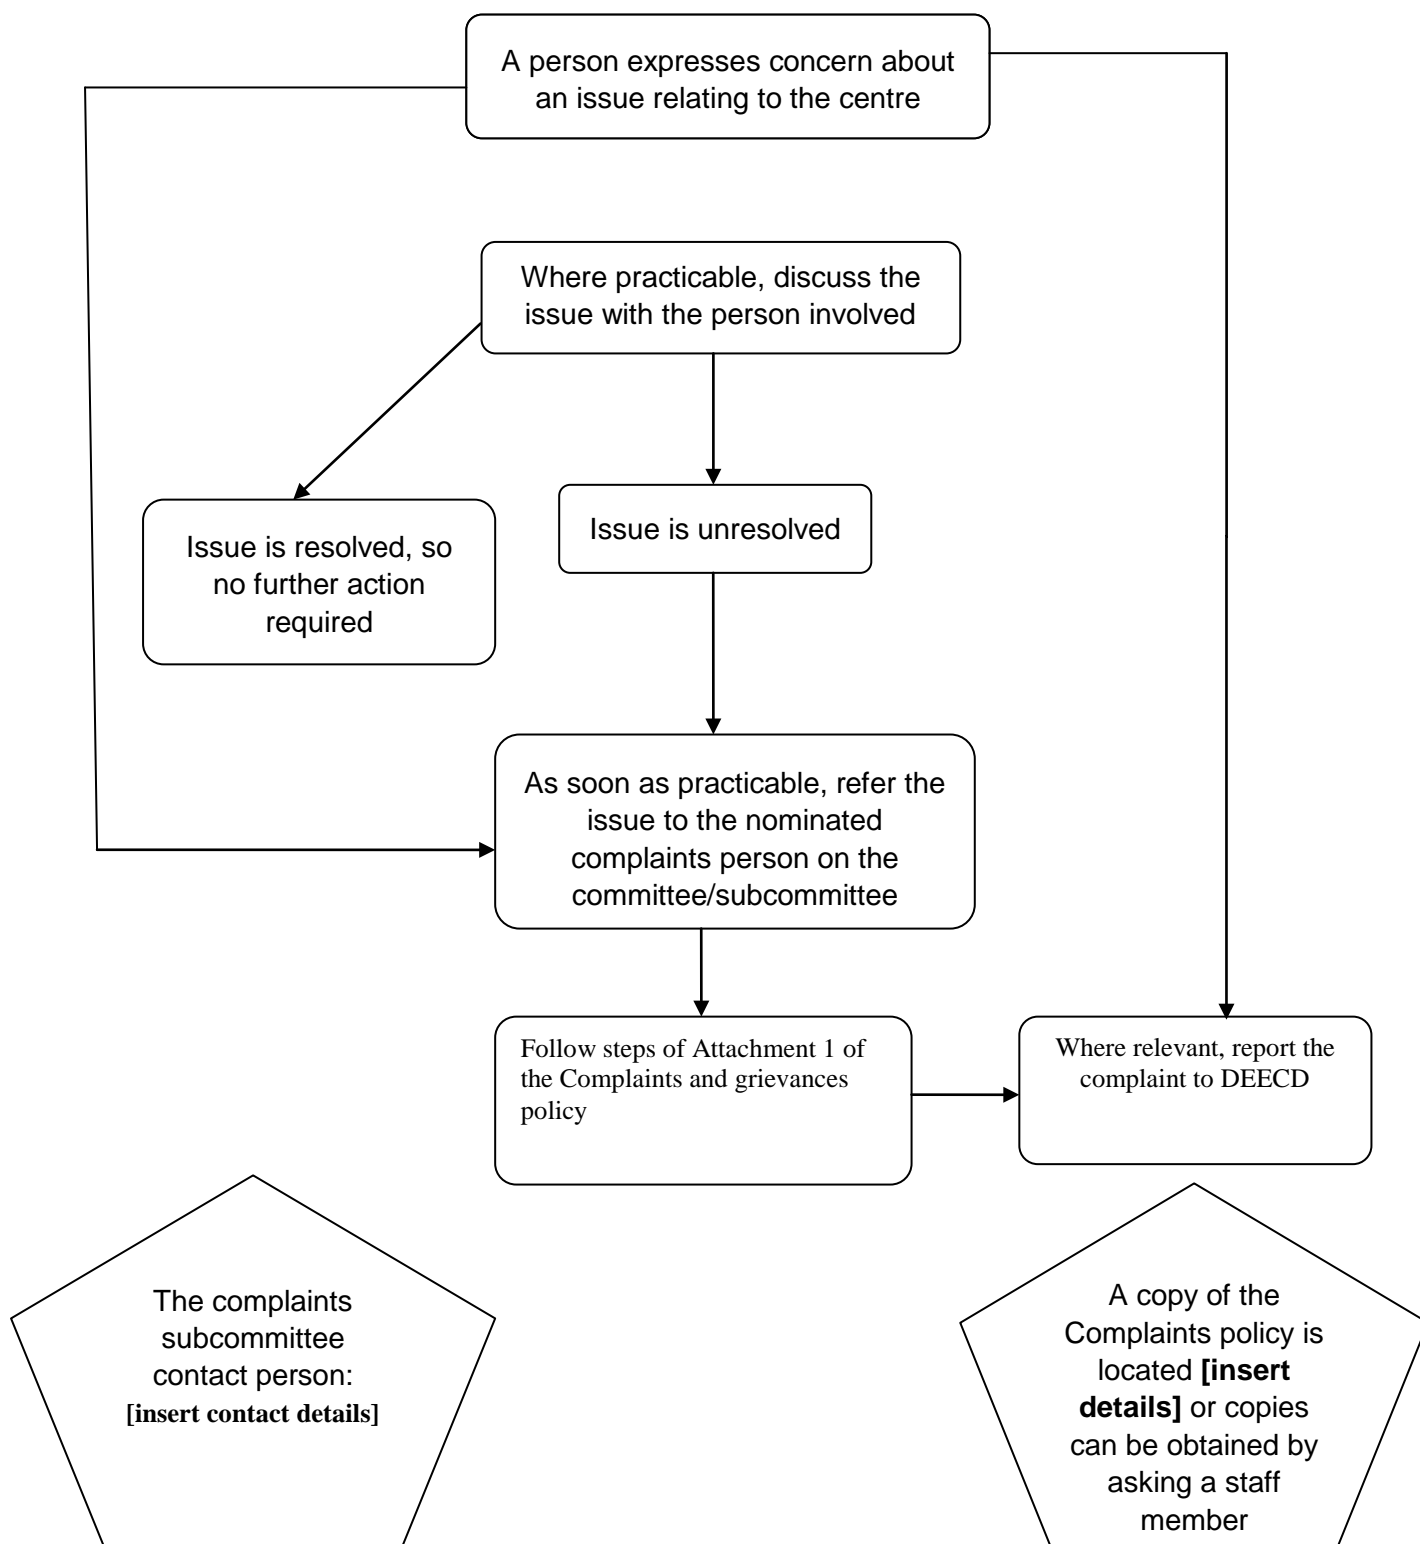 A person expresses concern about
an issue relating to the centre
Where practicable, discuss the
issue with the person involved
Issue is resolved, so
no further action
required
Issue is unresolved
As soon as practicable, refer the
issue to the nominated
complaints person on the
committee/subcommittee
Follow steps of Attachment 1 of
the Complaints and grievances
policy
Where relevant, report the
complaint to DEECD
The complaints
subcommittee
contact person:
[insert contact details]
A copy of the
Complaints policy is
located [insert
details] or copies
can be obtained by
asking a staff
member